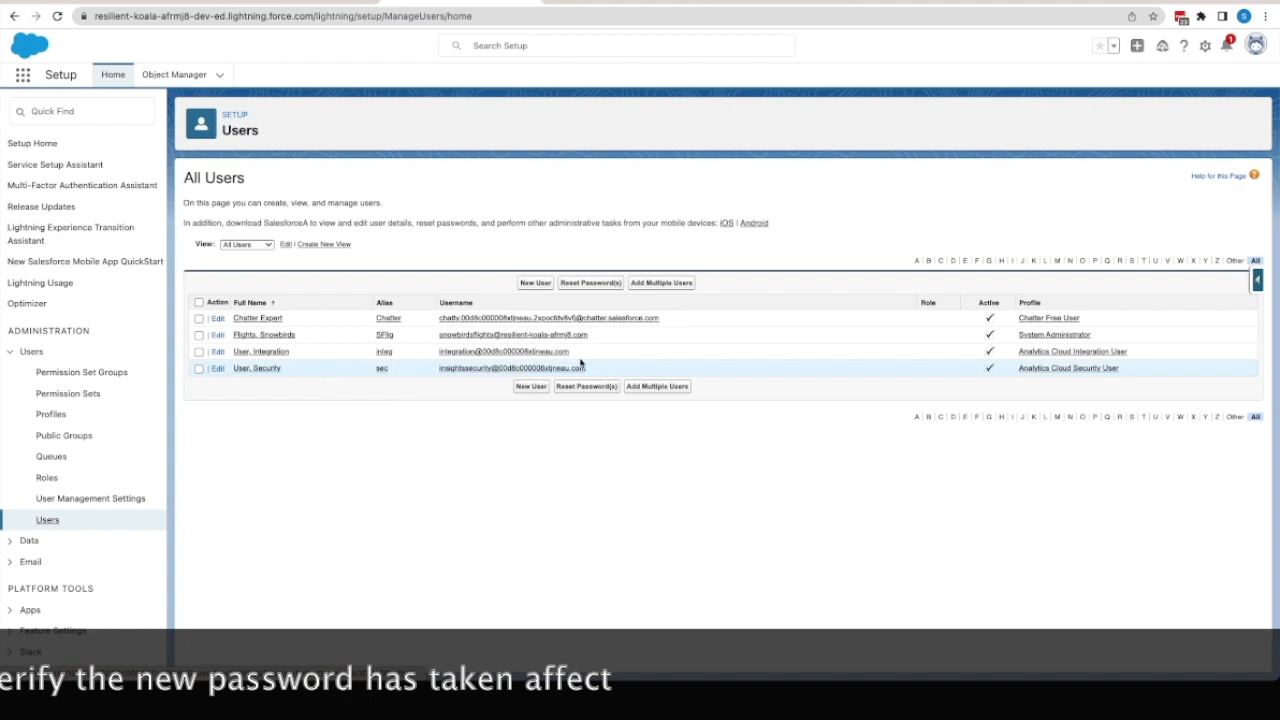 resilient-koala-afrmj8-dev-ed.lightning.force.com/lightning/setup/ManageUsers/home
Search Setup
Setup
Home
Object Manager
Quick Find
Setup Home
Service Setup Assistant
Multi-Factor Authentication Assistant
Release Updates
Lightning Experience Transition
Assistant
New Salesforce Mobile App QuickStart
Lightning Usage
Optimizer
ADMINISTRATION
Users
Permission Set Groups
Permission Sets
Profiles
Public Groups
Queues
Roles
User Management Settings
Users
Data
Email
PLATFORM TOOLS
Apps
Feature Settings
Slack
SETUP
Users
All Users
Help for this Page
On this page you can create, view, and manage users.
In addition, download SalesforceA to view and edit user details, reset passwords, and perform other administrative tasks from your mobile devices: iOS | Android
View: All Users Edit | Create New View
A | B | C | D | E | F | G | H | I | J | K | L | M | N | O | P | Q | R | S | T | U | V | W | X | Y | Z | Other | All
New User Reset Password(s) Add Multiple Users
Action Full Name ↑ Alias Username Role Active Profile
| Edit Chatter Expert Chatter Chatter Free User
| Edit Flights, Snowbirds SFlig snowbirdsflights@resilient-koala-afrmj8.com System Administrator
| Edit User, Integration integ Analytics Cloud Integration User
| Edit User, Security sec Analytics Cloud Security User
New User Reset Password(s) Add Multiple Users
A | B | C | D | E | F | G | H | I | J | K | L | M | N | O | P | Q | R | S | T | U | V | W | X | Y | Z | Other | All
erify the new password has taken affect